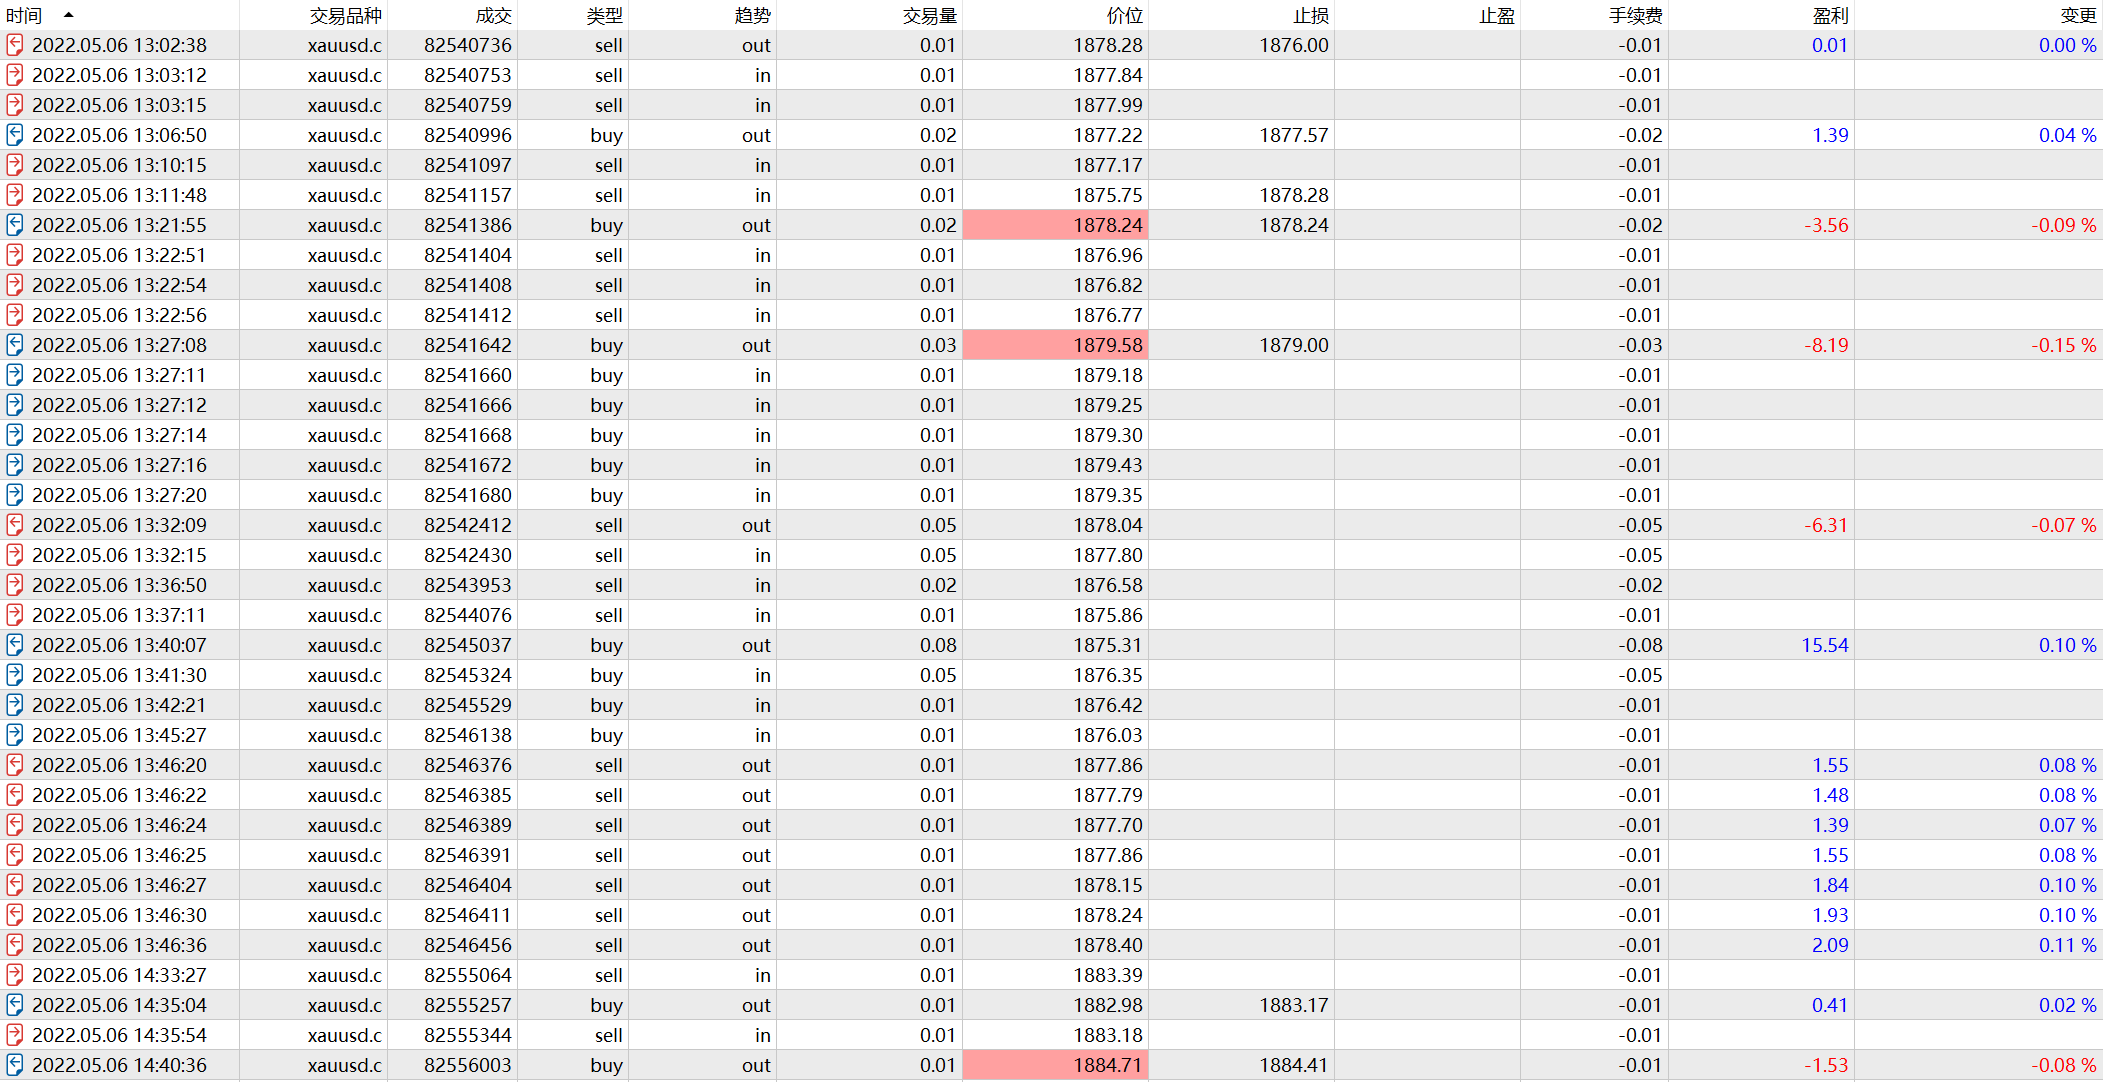 时间 交易品种 成交 类型 趋势 交易量 价位 止损 止盈 手续费 盈利 变更
2022.05.06 13:02:38 xauusd.c 82540736 sell out 0.01 1878.28 1876.00 -0.01 0.01 0.00 %
2022.05.06 13:03:12 xauusd.c 82540753 sell in 0.01 1877.84 -0.01
2022.05.06 13:03:15 xauusd.c 82540759 sell in 0.01 1877.99 -0.01
2022.05.06 13:06:50 xauusd.c 82540996 buy out 0.02 1877.22 1877.57 -0.02 1.39 0.04 %
2022.05.06 13:10:15 xauusd.c 82541097 sell in 0.01 1877.17 -0.01
2022.05.06 13:11:48 xauusd.c 82541157 sell in 0.01 1875.75 1878.28 -0.01
2022.05.06 13:21:55 xauusd.c 82541386 buy out 0.02 1878.24 1878.24 -0.02 -3.56 -0.09 %
2022.05.06 13:22:51 xauusd.c 82541404 sell in 0.01 1876.96 -0.01
2022.05.06 13:22:54 xauusd.c 82541408 sell in 0.01 1876.82 -0.01
2022.05.06 13:22:56 xauusd.c 82541412 sell in 0.01 1876.77 -0.01
2022.05.06 13:27:08 xauusd.c 82541642 buy out 0.03 1879.58 1879.00 -0.03 -8.19 -0.15 %
2022.05.06 13:27:11 xauusd.c 82541660 buy in 0.01 1879.18 -0.01
2022.05.06 13:27:12 xauusd.c 82541666 buy in 0.01 1879.25 -0.01
2022.05.06 13:27:14 xauusd.c 82541668 buy in 0.01 1879.30 -0.01
2022.05.06 13:27:16 xauusd.c 82541672 buy in 0.01 1879.43 -0.01
2022.05.06 13:27:20 xauusd.c 82541680 buy in 0.01 1879.35 -0.01
2022.05.06 13:32:09 xauusd.c 82542412 sell out 0.05 1878.04 -0.05 -6.31 -0.07 %
2022.05.06 13:32:15 xauusd.c 82542430 sell in 0.05 1877.80 -0.05
2022.05.06 13:36:50 xauusd.c 82543953 sell in 0.02 1876.58 -0.02
2022.05.06 13:37:11 xauusd.c 82544076 sell in 0.01 1875.86 -0.01
2022.05.06 13:40:07 xauusd.c 82545037 buy out 0.08 1875.31 -0.08 15.54 0.10 %
2022.05.06 13:41:30 xauusd.c 82545324 buy in 0.05 1876.35 -0.05
2022.05.06 13:42:21 xauusd.c 82545529 buy in 0.01 1876.42 -0.01
2022.05.06 13:45:27 xauusd.c 82546138 buy in 0.01 1876.03 -0.01
2022.05.06 13:46:20 xauusd.c 82546376 sell out 0.01 1877.86 -0.01 1.55 0.08 %
2022.05.06 13:46:22 xauusd.c 82546385 sell out 0.01 1877.79 -0.01 1.48 0.08 %
2022.05.06 13:46:24 xauusd.c 82546389 sell out 0.01 1877.70 -0.01 1.39 0.07 %
2022.05.06 13:46:25 xauusd.c 82546391 sell out 0.01 1877.86 -0.01 1.55 0.08 %
2022.05.06 13:46:27 xauusd.c 82546404 sell out 0.01 1878.15 -0.01 1.84 0.10 %
2022.05.06 13:46:30 xauusd.c 82546411 sell out 0.01 1878.24 -0.01 1.93 0.10 %
2022.05.06 13:46:36 xauusd.c 82546456 sell out 0.01 1878.40 -0.01 2.09 0.11 %
2022.05.06 14:33:27 xauusd.c 82555064 sell in 0.01 1883.39 -0.01
2022.05.06 14:35:04 xauusd.c 82555257 buy out 0.01 1882.98 1883.17 -0.01 0.41 0.02 %
2022.05.06 14:35:54 xauusd.c 82555344 sell in 0.01 1883.18 -0.01
2022.05.06 14:40:36 xauusd.c 82556003 buy out 0.01 1884.71 1884.41 -0.01 -1.53 -0.08 %